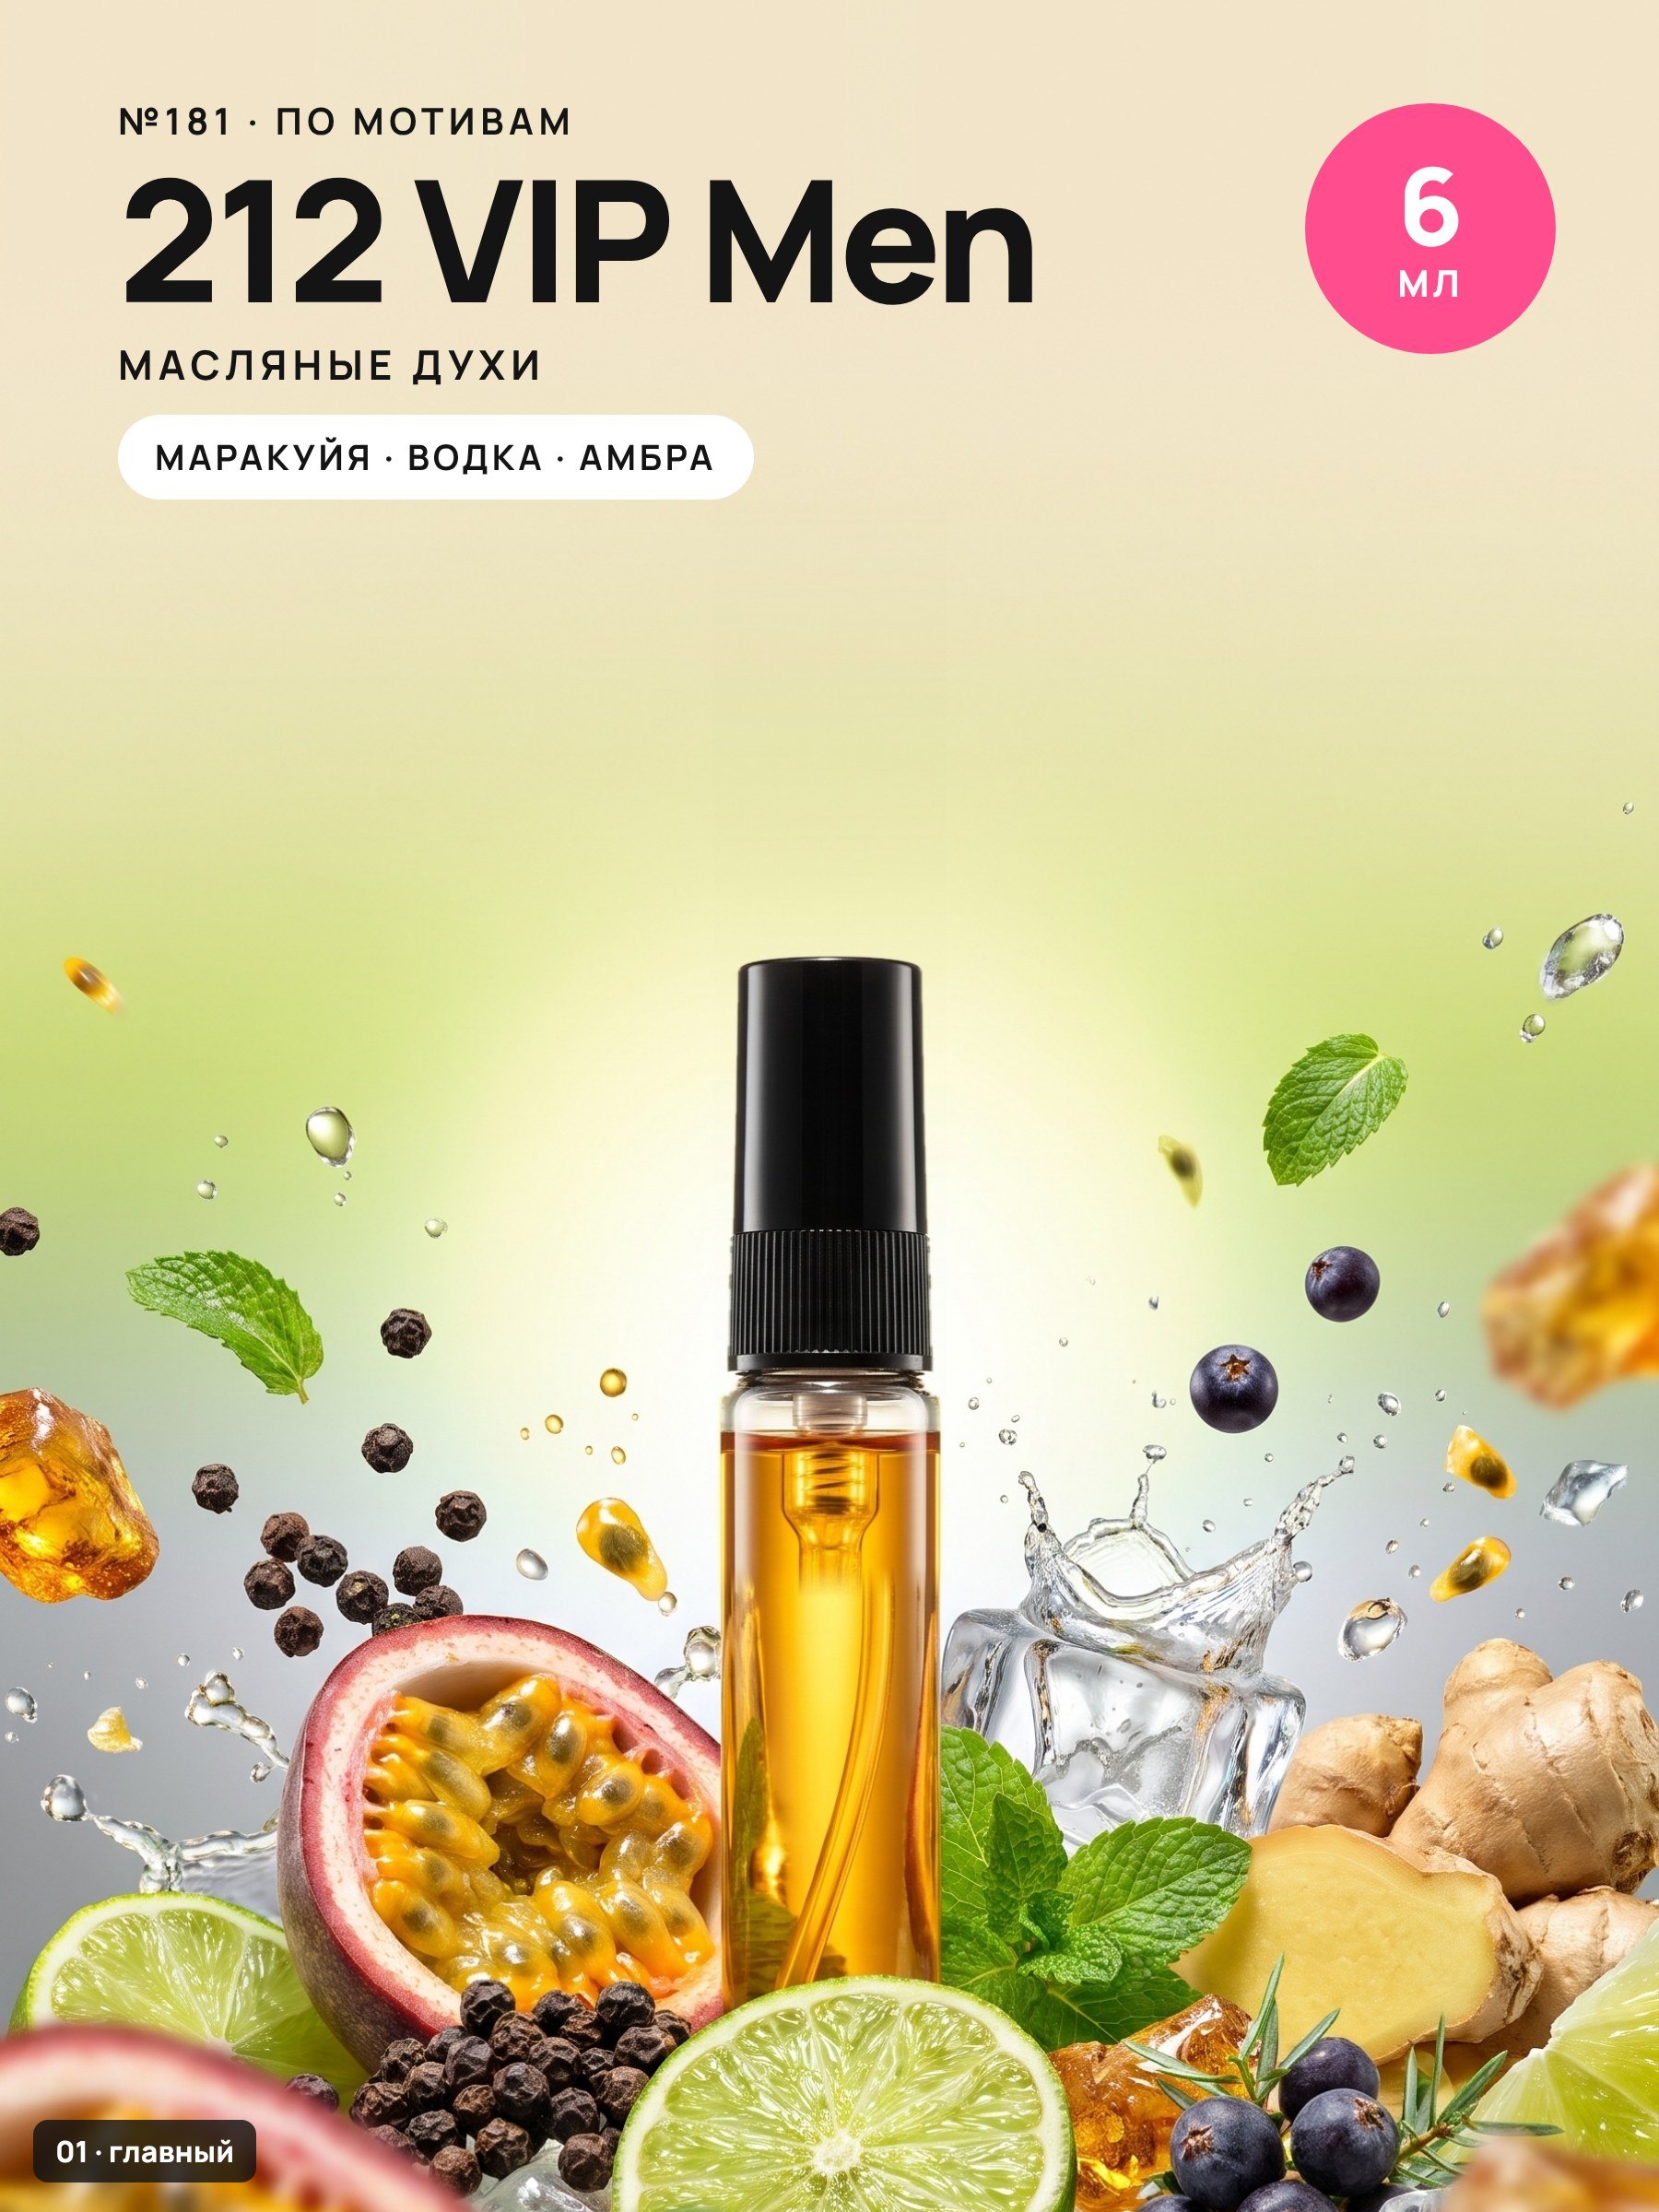 №181 · ПО МОТИВАМ
212 VIP Men
МАСЛЯНЫЕ ДУХИ
МАРАКУЙЯ · ВОДКА · АМБРА
6
МЛ
01 · главный